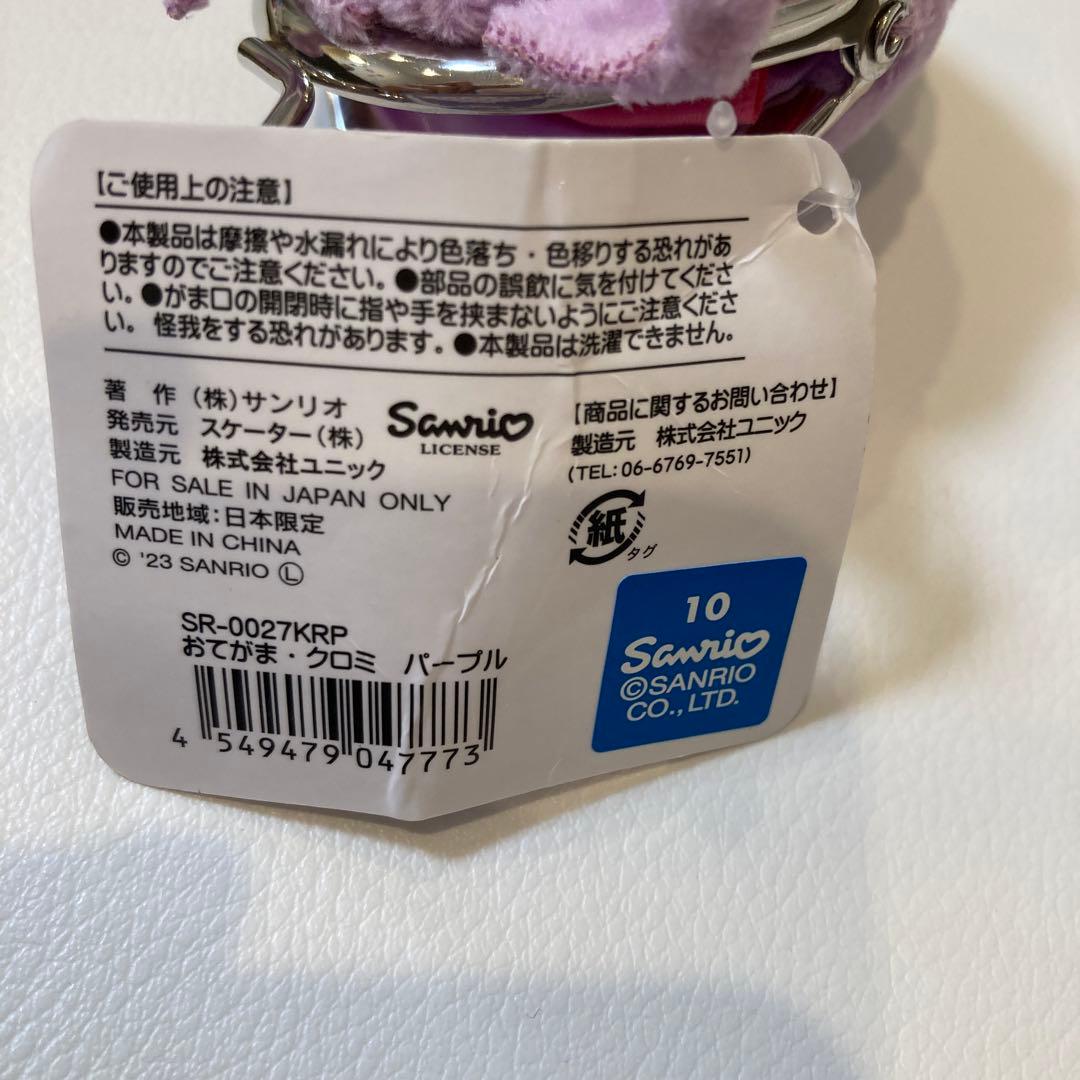 【ご使用上の注意】
●本製品は摩擦や水漏れにより色落ち・色移りする恐れがあ
りますのでご注意ください。●部品の誤飲に気を付けてくださ
い。●がま口の開閉時に指や手を挟まないようにご注意くださ
い。怪我をする恐れがあります。●本製品は洗濯できません。
著 作 (株)サンリオ
発売元 スケーター(株)
製造元 株式会社ユニック
Sanrio
LICENSE
FOR SALE IN JAPAN ONLY
販売地域:日本限定
MADE IN CHINA
© '23 SANRIO Ⓛ
【商品に関するお問い合わせ】
製造元 株式会社ユニック
(TEL:06-6769-7551)
紙
タグ
SR-0027KRP
おてがま・クロミ パープル
4 549479 047773
10
Sanrio
©SANRIO
CO.,LTD.